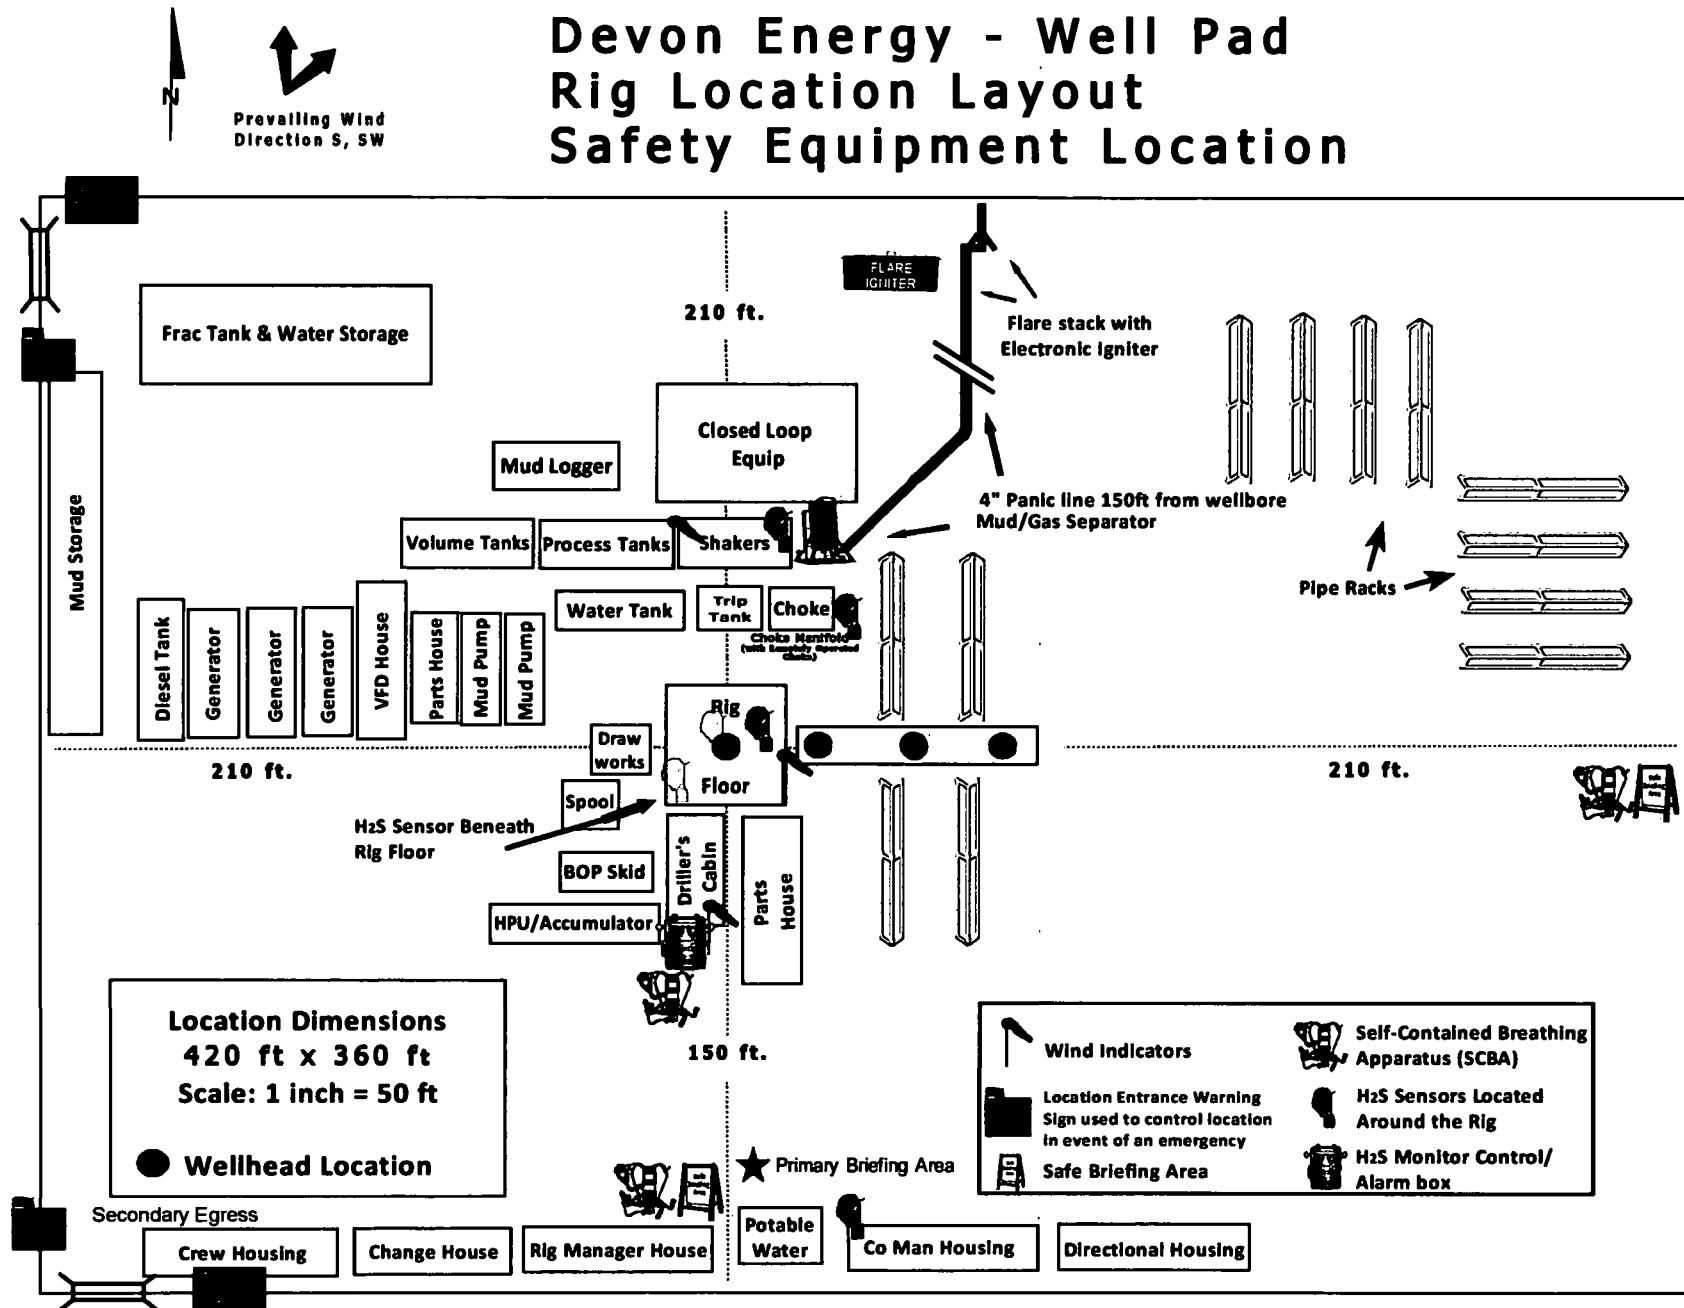 Devon Energy - Well Pad
Rig Location Layout
Safety Equipment Location
N
Prevailing Wind
Direction S, SW
FLARE
IGNITER
Frac Tank & Water Storage
210 ft.
Flare stack with
Electronic Igniter
Closed Loop
Equip
Mud Logger
4" Panic line 150ft from wellbore
Mud/Gas Separator
Mud Storage
Volume Tanks
Process Tanks
Shakers
Pipe Racks
Water Tank
Trip
Tank
Choke
Choke Manifold
(with Remotely Operated
Choke)
Diesel Tank
Generator
Generator
Generator
VFD House
Parts House
Mud Pump
Mud Pump
Rig
Floor
Draw
works
210 ft.
210 ft.
Spool
H2S Sensor Beneath
Rig Floor
BOP Skid
Driller's
Cabin
Parts
House
HPU/Accumulator
Location Dimensions
420 ft x 360 ft
Scale: 1 inch = 50 ft
Wellhead Location
150 ft.
Wind Indicators
Location Entrance Warning
Sign used to control location
in event of an emergency
Safe Briefing Area
Self-Contained Breathing
Apparatus (SCBA)
H2S Sensors Located
Around the Rig
H2S Monitor Control/
Alarm box
Primary Briefing Area
Secondary Egress
Crew Housing
Change House
Rig Manager House
Potable
Water
Co Man Housing
Directional Housing